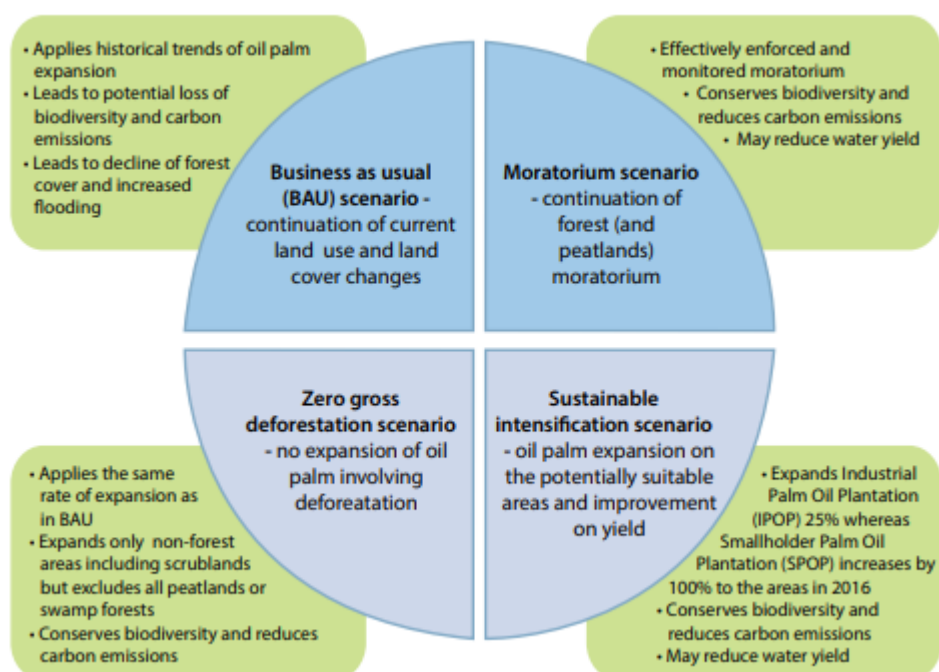 • Applies historical trends of oil palm
expansion
• Leads to potential loss of
biodiversity and carbon
emissions
• Leads to decline of forest
cover and increased
flooding
Business as usual
(BAU) scenario -
continuation of current
land use and land
cover changes
• Effectively enforced and
monitored moratorium
• Conserves biodiversity and
reduces carbon emissions
• May reduce water yield
Moratorium scenario
- continuation of
forest (and
peatlands)
moratorium
Zero gross
deforestation scenario
- no expansion of oil
palm involving
deforeatation
• Applies the same
rate of expansion as
in BAU
• Expands only non-forest
areas including scrublands
but excludes all peatlands or
swamp forests
• Conserves biodiversity and reduces
carbon emissions
Sustainable
intensification scenario
- oil palm expansion on
the potentially suitable
areas and improvement
on yield
• Expands Industrial
Palm Oil Plantation
(IPOP) 25% whereas
Smallholder Palm Oil
Plantation (SPOP) increases by
100% to the areas in 2016
• Conserves biodiversity and
reduces carbon emissions
• May reduce water yield